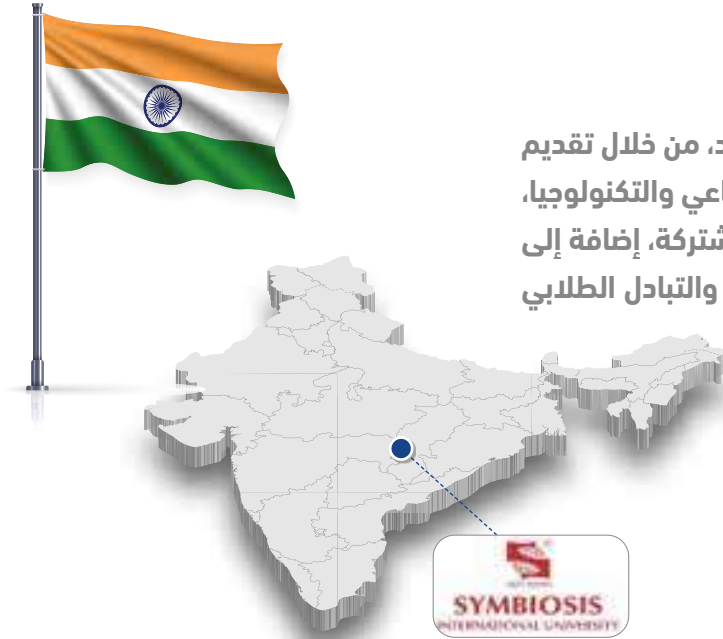 د، من خلال تقديم
اعي والتكنولوجيا،
شتركة، إضافة إلى
والتبادل الطلابي
SYMBIOSIS
INTERNATIONAL UNIVERSITY